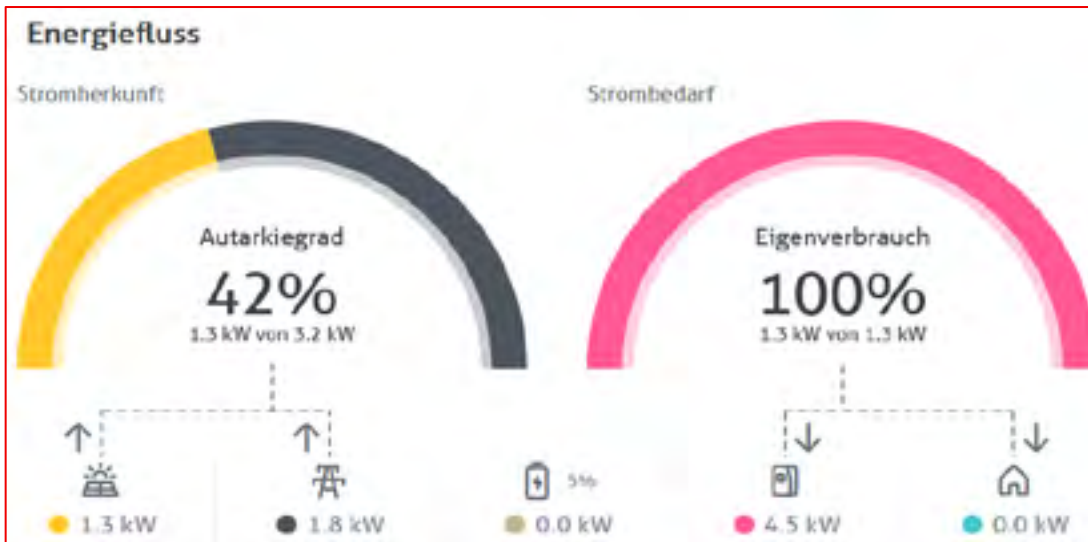 Energiefluss
Stromherkunft
Strombedarf
Autarkiegrad
42%
1.3 kW von 3.2 kW
Eigenverbrauch
100%
1.3 kW von 1.3 kW
5%
1.3 kW
1.8 kW
0.0 kW
4.5 kW
0.0 kW